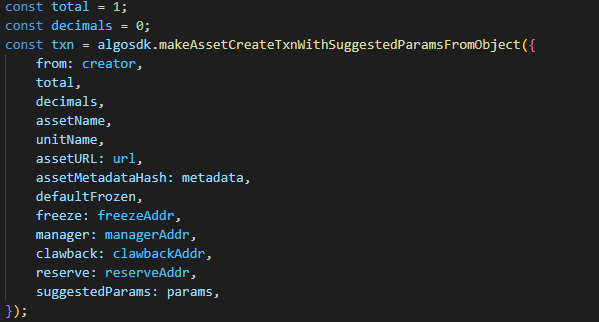 const total = 1;
const decimals = 0;
const txn = algosdk.makeAssetCreateTxnWithSuggestedParamsFromObject({
    from: creator,
    total,
    decimals,
    assetName,
    unitName,
    assetURL: url,
    assetMetadataHash: metadata,
    defaultFrozen,
    freeze: freezeAddr,
    manager: managerAddr,
    clawback: clawbackAddr,
    reserve: reserveAddr,
    suggestedParams: params,
});